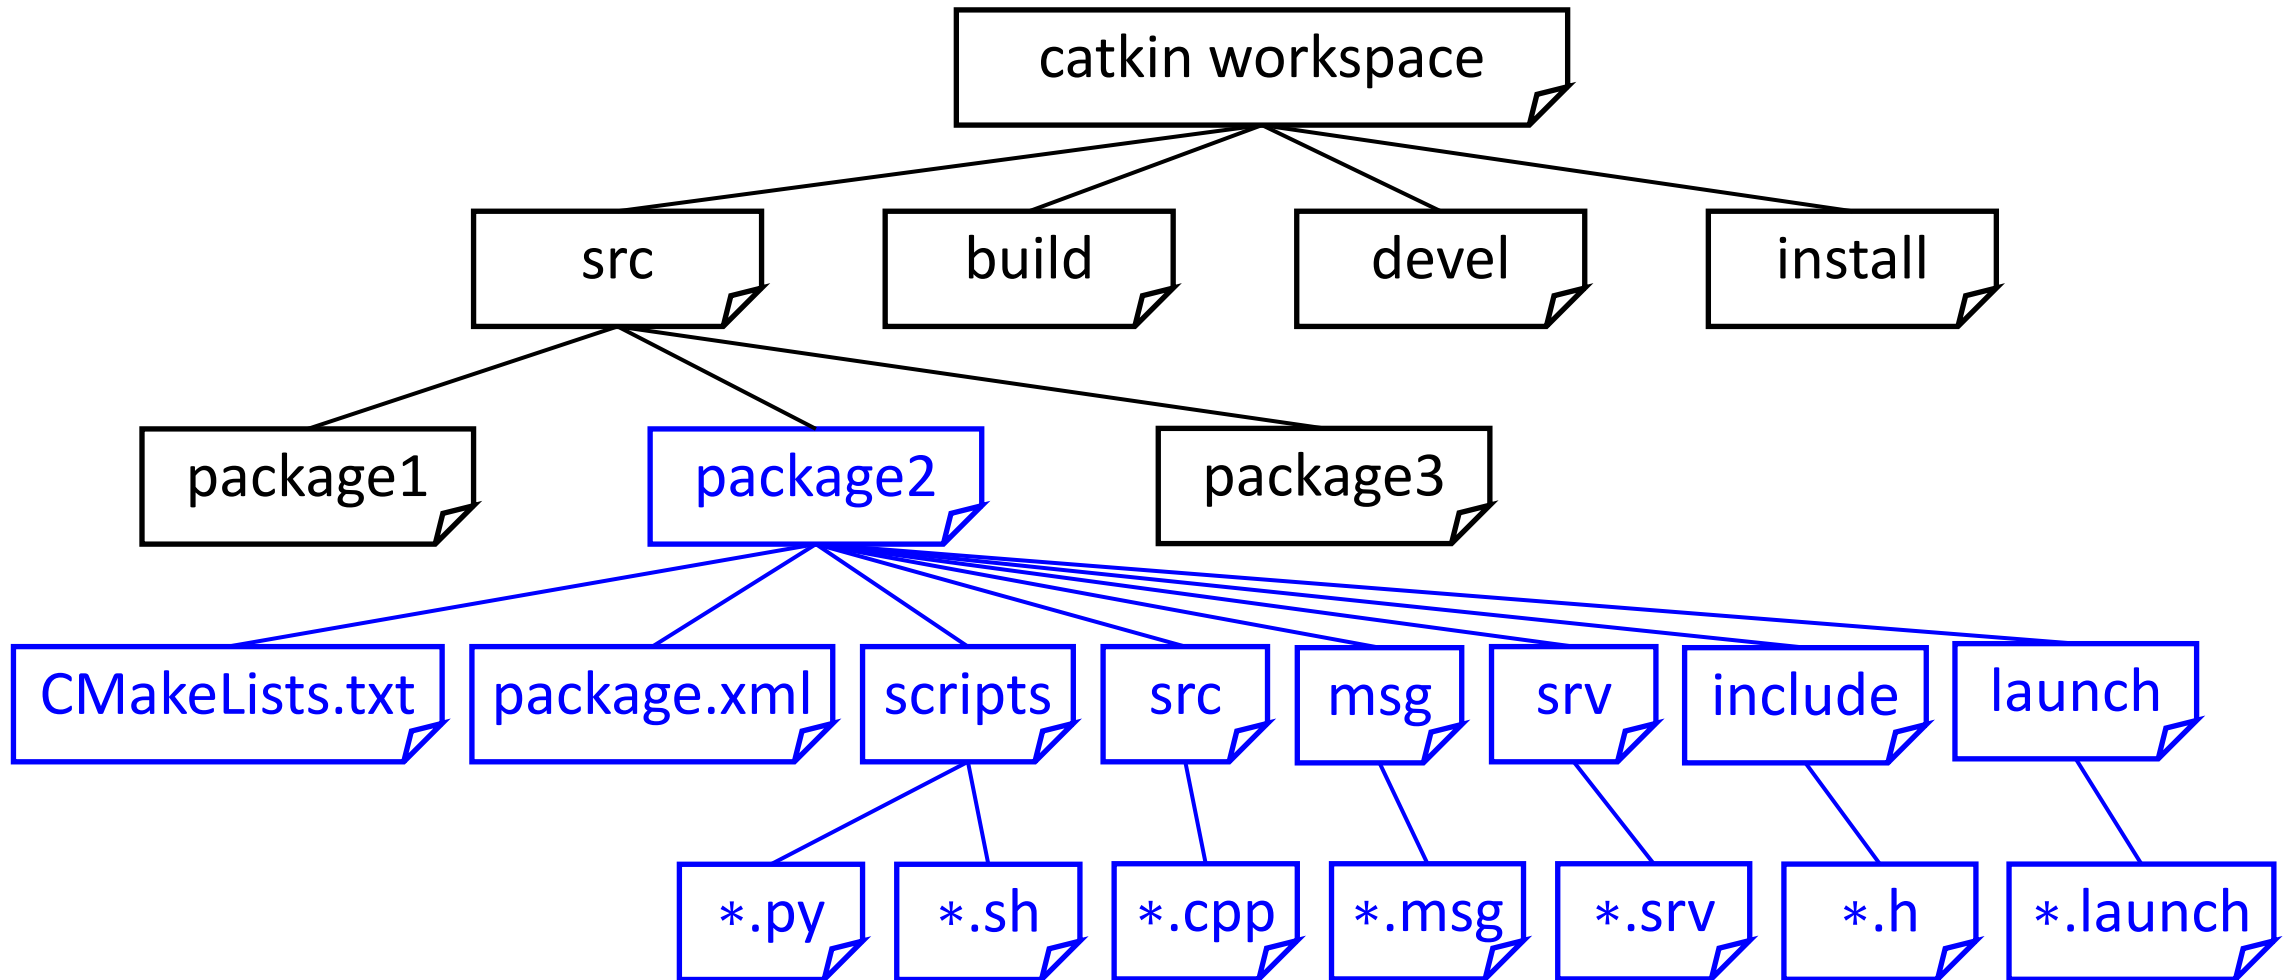 catkin workspace
src
build
devel
install
package1
package2
package3
CMakeLists.txt
package.xml
scripts
src
msg
srv
include
launch
*.py
*.sh
*.cpp
*.msg
*.srv
*.h
*.launch